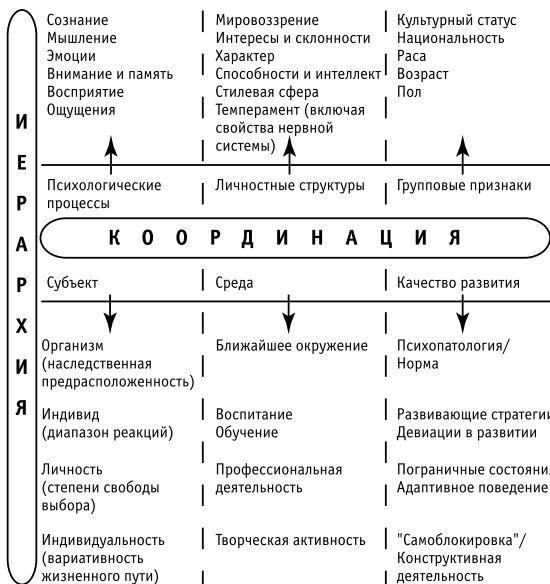 ИЕРАРХИЯ
Сознание
Мышление
Эмоции
Внимание и память
Восприятие
Ощущения
Мировоззрение
Интересы и склонности
Характер
Способности и интеллект
Стилевая сфера
Темперамент (включая
свойства нервной
системы)
Культурный статус
Национальность
Раса
Возраст
Пол
Психологические
процессы
Личностные структуры
Групповые признаки
КООРДИНАЦИЯ
Субъект
Среда
Качество развития
Организм
(наследственная
предрасположенность)
Ближайшее окружение
Психопатология/
Норма
Индивид
(диапазон реакций)
Воспитание
Обучение
Развивающие стратегии
Девиации в развитии
Личность
(степени свободы
выбора)
Профессиональная
деятельность
Пограничные состояния
Адаптивное поведение
Индивидуальность
(вариативность
жизненного пути)
Творческая активность
"Самоблокировка"/
Конструктивная
деятельность